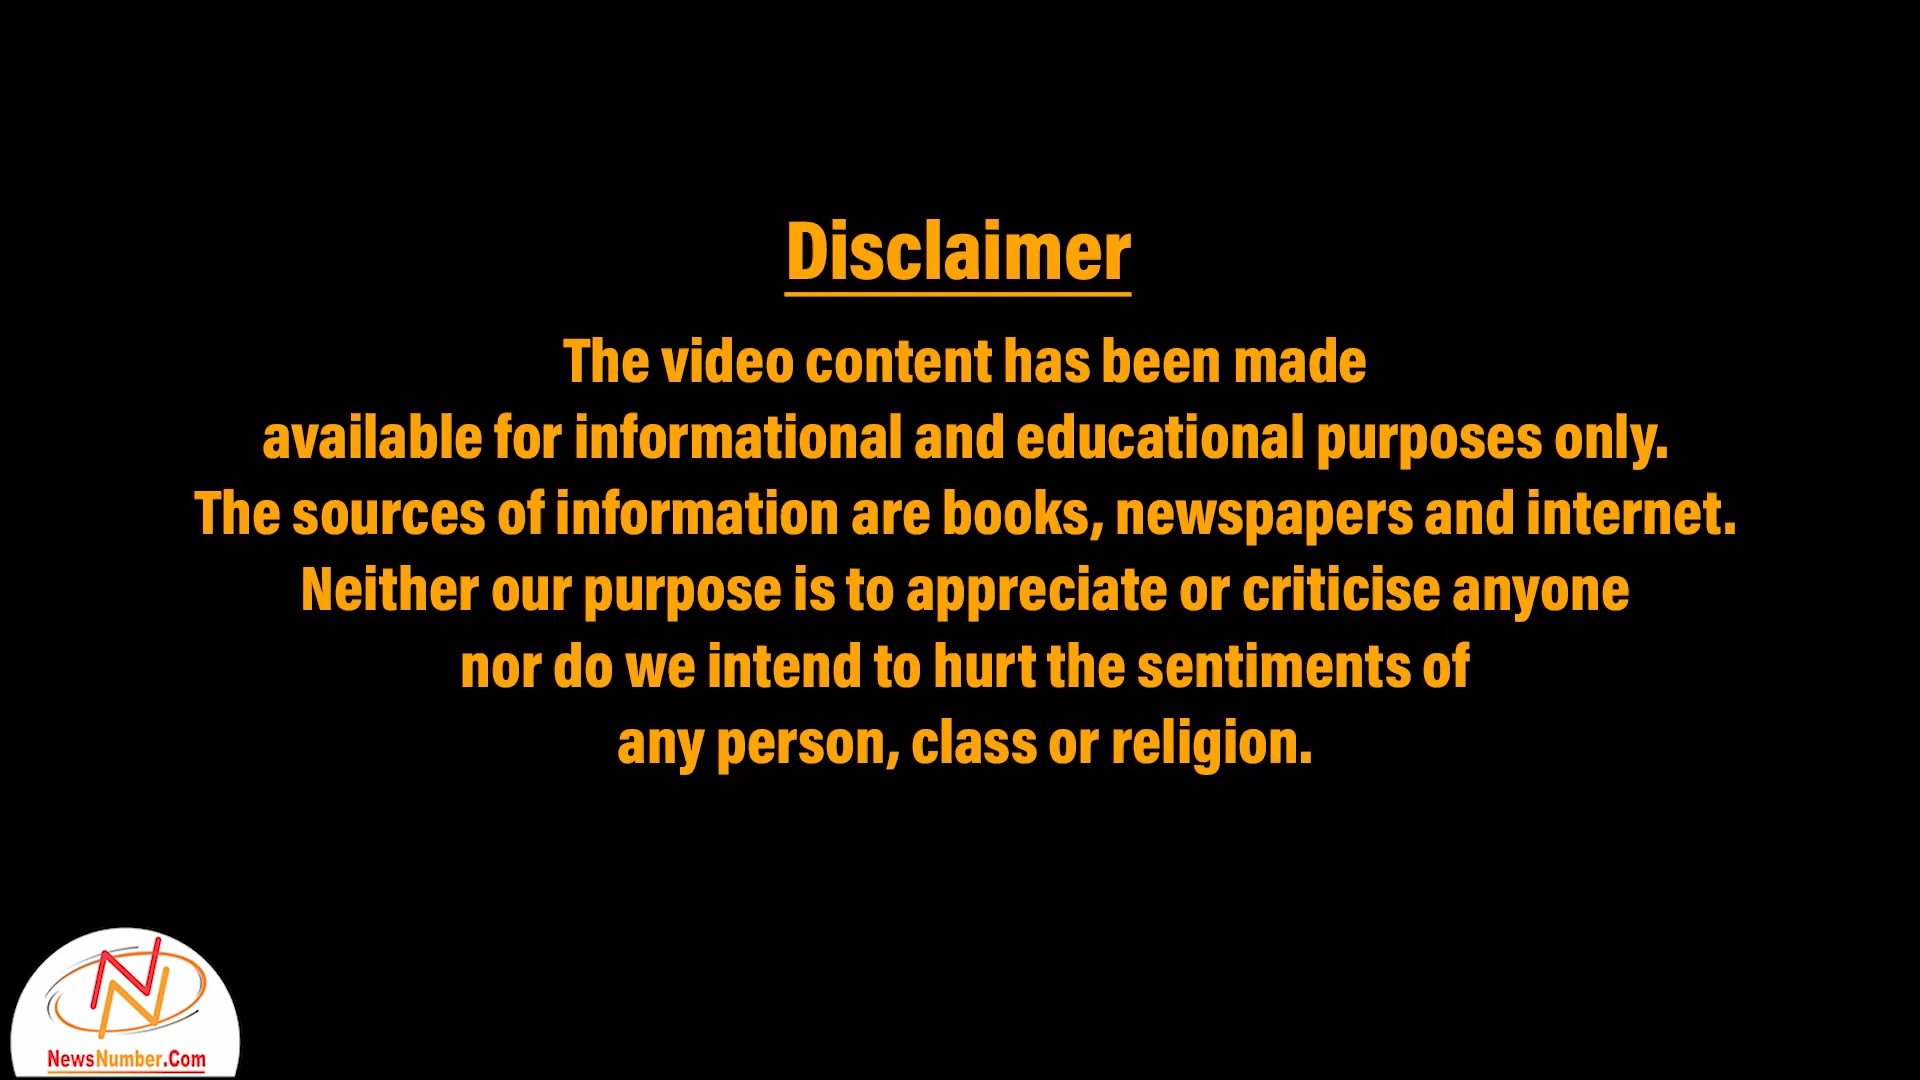 Disclaimer
The video content has been made
available for informational and educational purposes only.
The sources of information are books, newspapers and internet.
Neither our purpose is to appreciate or criticise anyone
nor do we intend to hurt the sentiments of
any person, class or religion.
NN
NewsNumber.Com